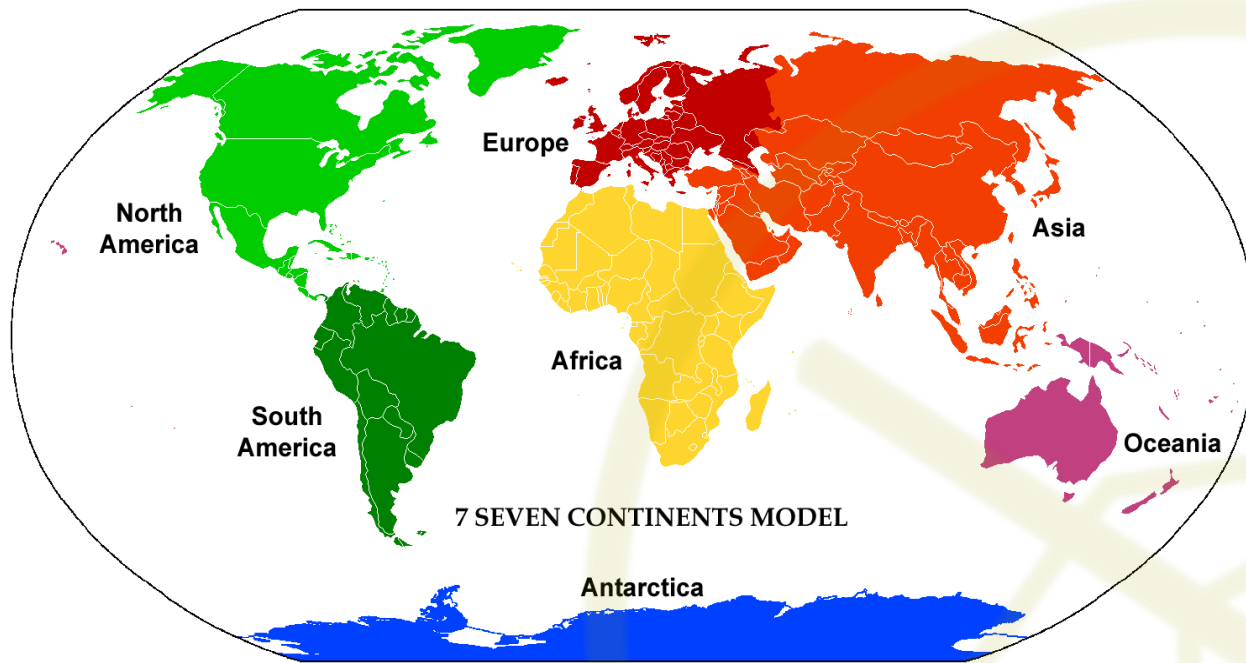 Europe
North
America
Asia
Africa
South
America
Oceania
7 SEVEN CONTINENTS MODEL
Antarctica